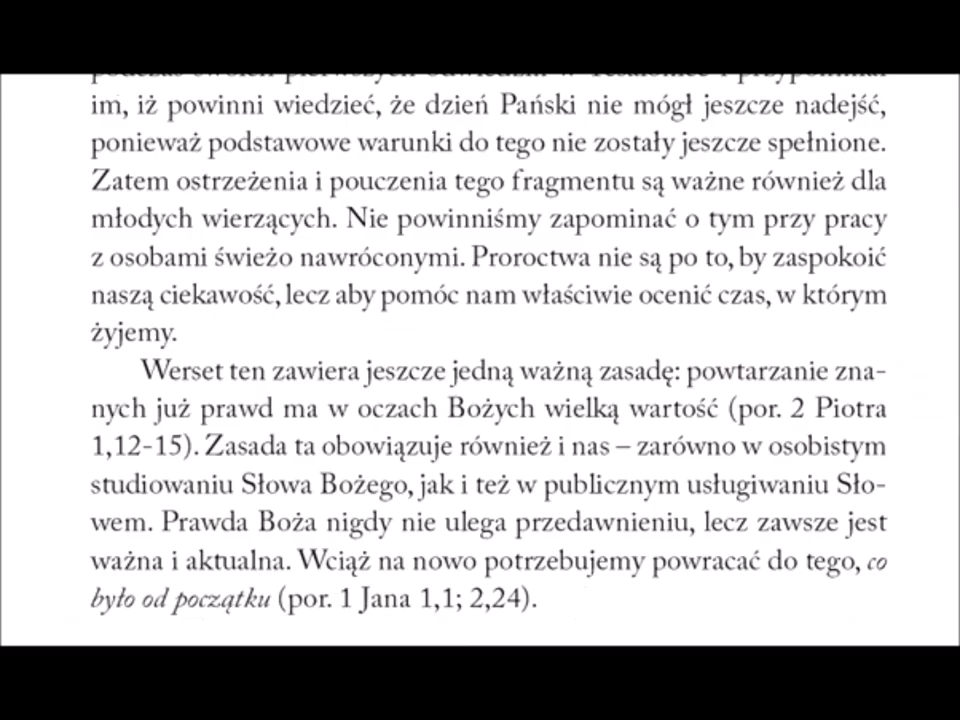 im, iż powinni wiedzieć, że dzień Pański nie mógł jeszcze nadejść,
ponieważ podstawowe warunki do tego nie zostały jeszcze spełnione.
Zatem ostrzeżenia i pouczenia tego fragmentu są ważne również dla
młodych wierzących. Nie powinniśmy zapominać o tym przy pracy
z osobami świeżo nawróconymi. Proroctwa nie są po to, by zaspokoić
naszą ciekawość, lecz aby pomóc nam właściwie ocenić czas, w którym
żyjemy.
Werset ten zawiera jeszcze jedną ważną zasadę: powtarzanie zna-
nych już prawd ma w oczach Bożych wielką wartość (por. 2 Piotra
1,12-15). Zasada ta obowiązuje również i nas – zarówno w osobistym
studiowaniu Słowa Bożego, jak i też w publicznym usługiwaniu Sło-
wem. Prawda Boża nigdy nie ulega przedawnieniu, lecz zawsze jest
ważna i aktualna. Wciąż na nowo potrzebujemy powracać do tego, co
było od początku (por. 1 Jana 1,1; 2,24).